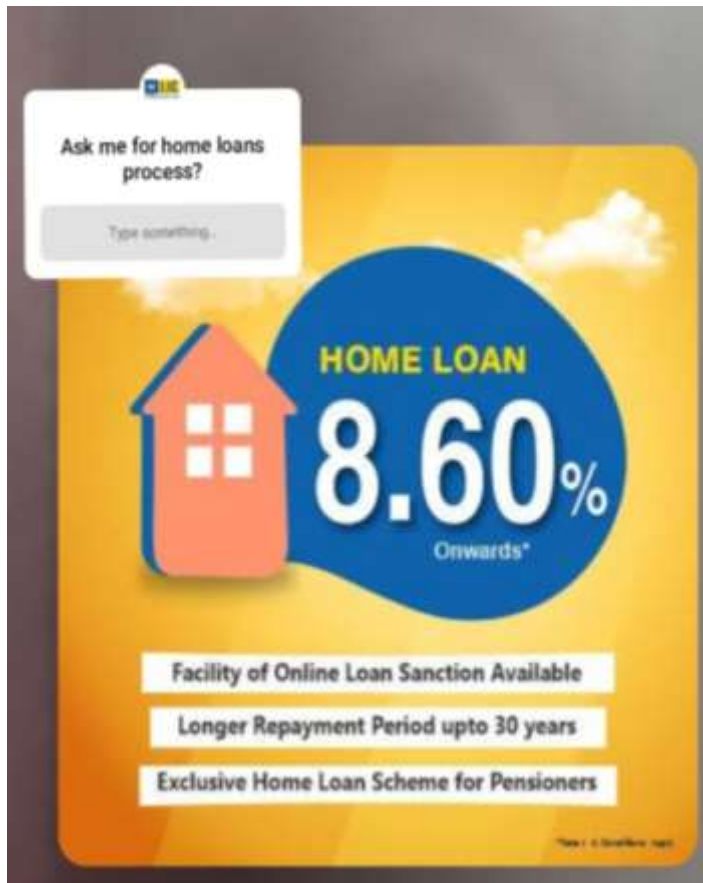 Ask me for home loans
process?
Type something...
HOME LOAN
8.60%
Onwards*
Facility of Online Loan Sanction Available
Longer Repayment Period upto 30 years
Exclusive Home Loan Scheme for Pensioners